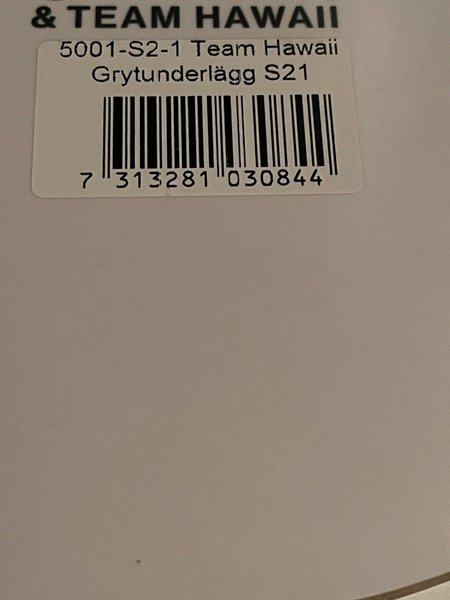 & TEAM HAWAII
5001-S2-1 Team Hawaii
Grytunderlägg S21
7 313281 030844